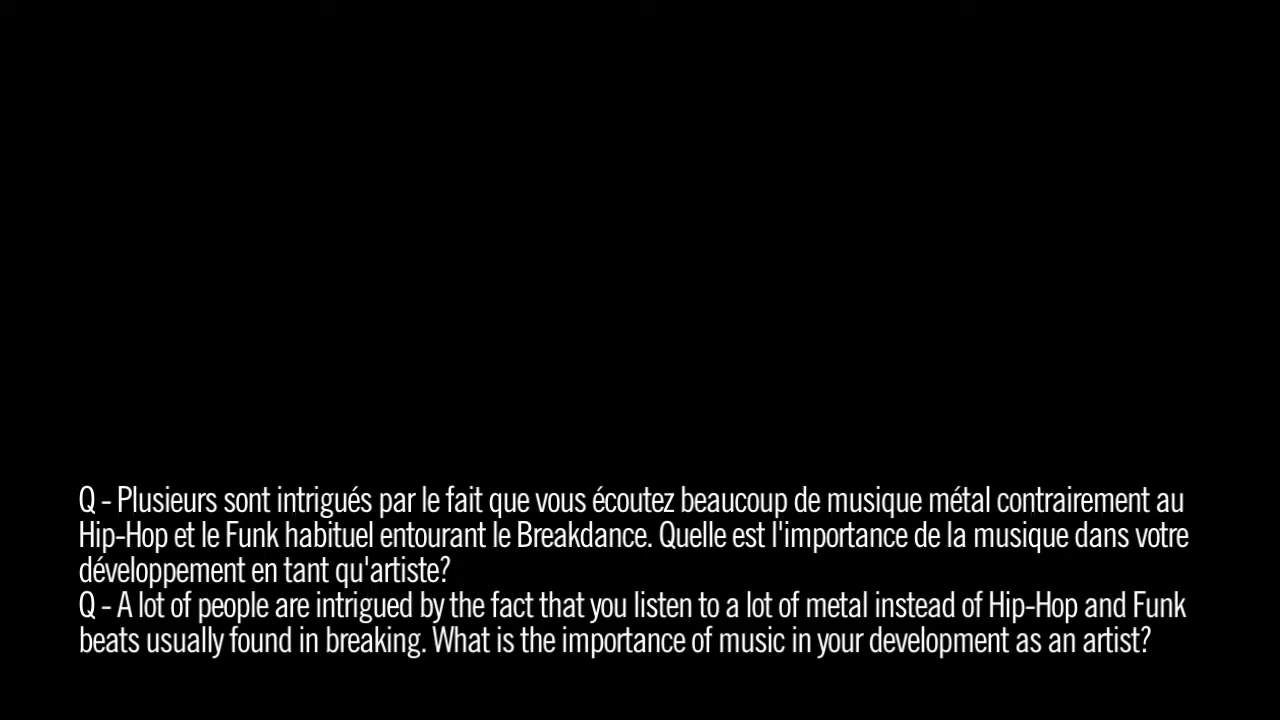 Q - Plusieurs sont intrigués par le fait que vous écoutez beaucoup de musique métal contrairement au
Hip-Hop et le Funk habituel entourant le Breakdance. Quelle est l'importance de la musique dans votre
développement en tant qu'artiste?
Q - A lot of people are intrigued by the fact that you listen to a lot of metal instead of Hip-Hop and Funk
beats usually found in breaking. What is the importance of music in your development as an artist?